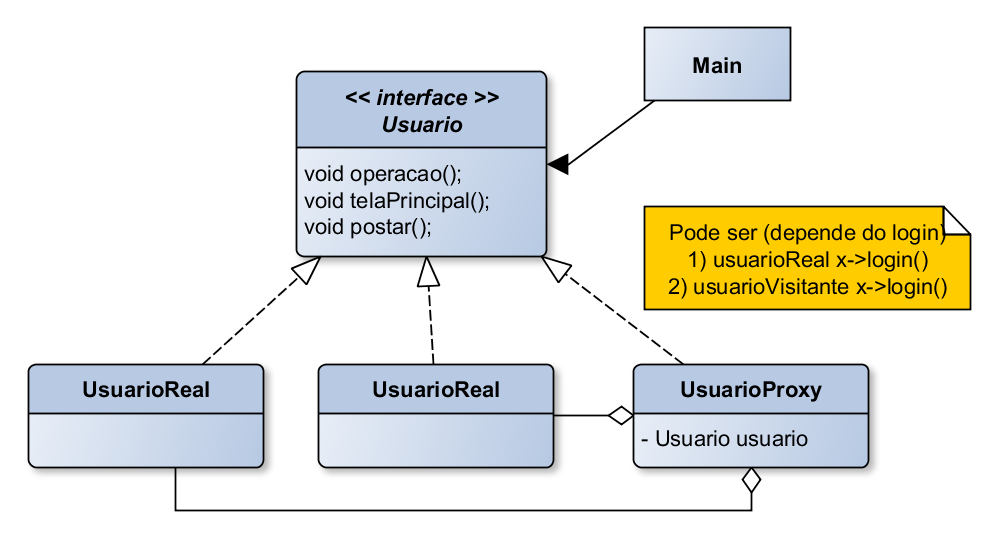 Main
<< interface >>
Usuario
void operacao();
void telaPrincipal();
void postar();
Pode ser (depende do login)
1) usuarioReal x->login()
2) usuarioVisitante x->login()
UsuarioReal
UsuarioReal
UsuarioProxy
- Usuario usuario